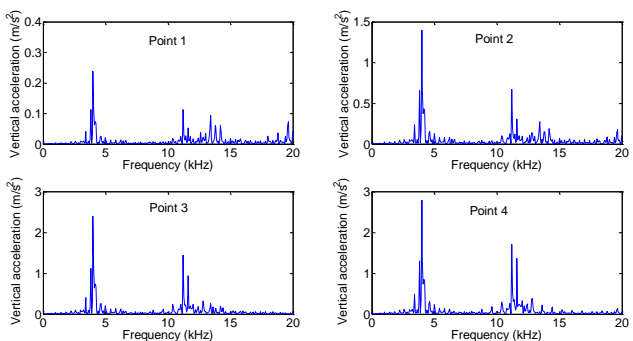 Vertical acceleration (m/s²)
0.4
0.3
0.2
0.1
0
Point 1
0 5 10 15 20
Frequency (kHz)
Vertical acceleration (m/s²)
1.5
1
0.5
0
Point 2
0 5 10 15 20
Frequency (kHz)
Vertical acceleration (m/s²)
3
2
1
0
Point 3
0 5 10 15 20
Frequency (kHz)
Vertical acceleration (m/s²)
3
2
1
0
Point 4
0 5 10 15 20
Frequency (kHz)